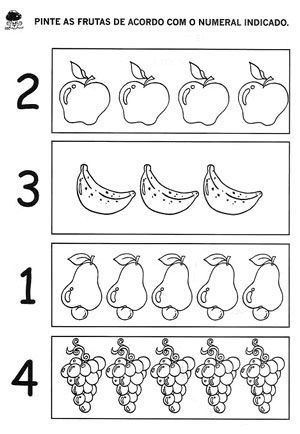 PINTE AS FRUTAS DE ACORDO COM O NUMERAL INDICADO.
2
3
1
4